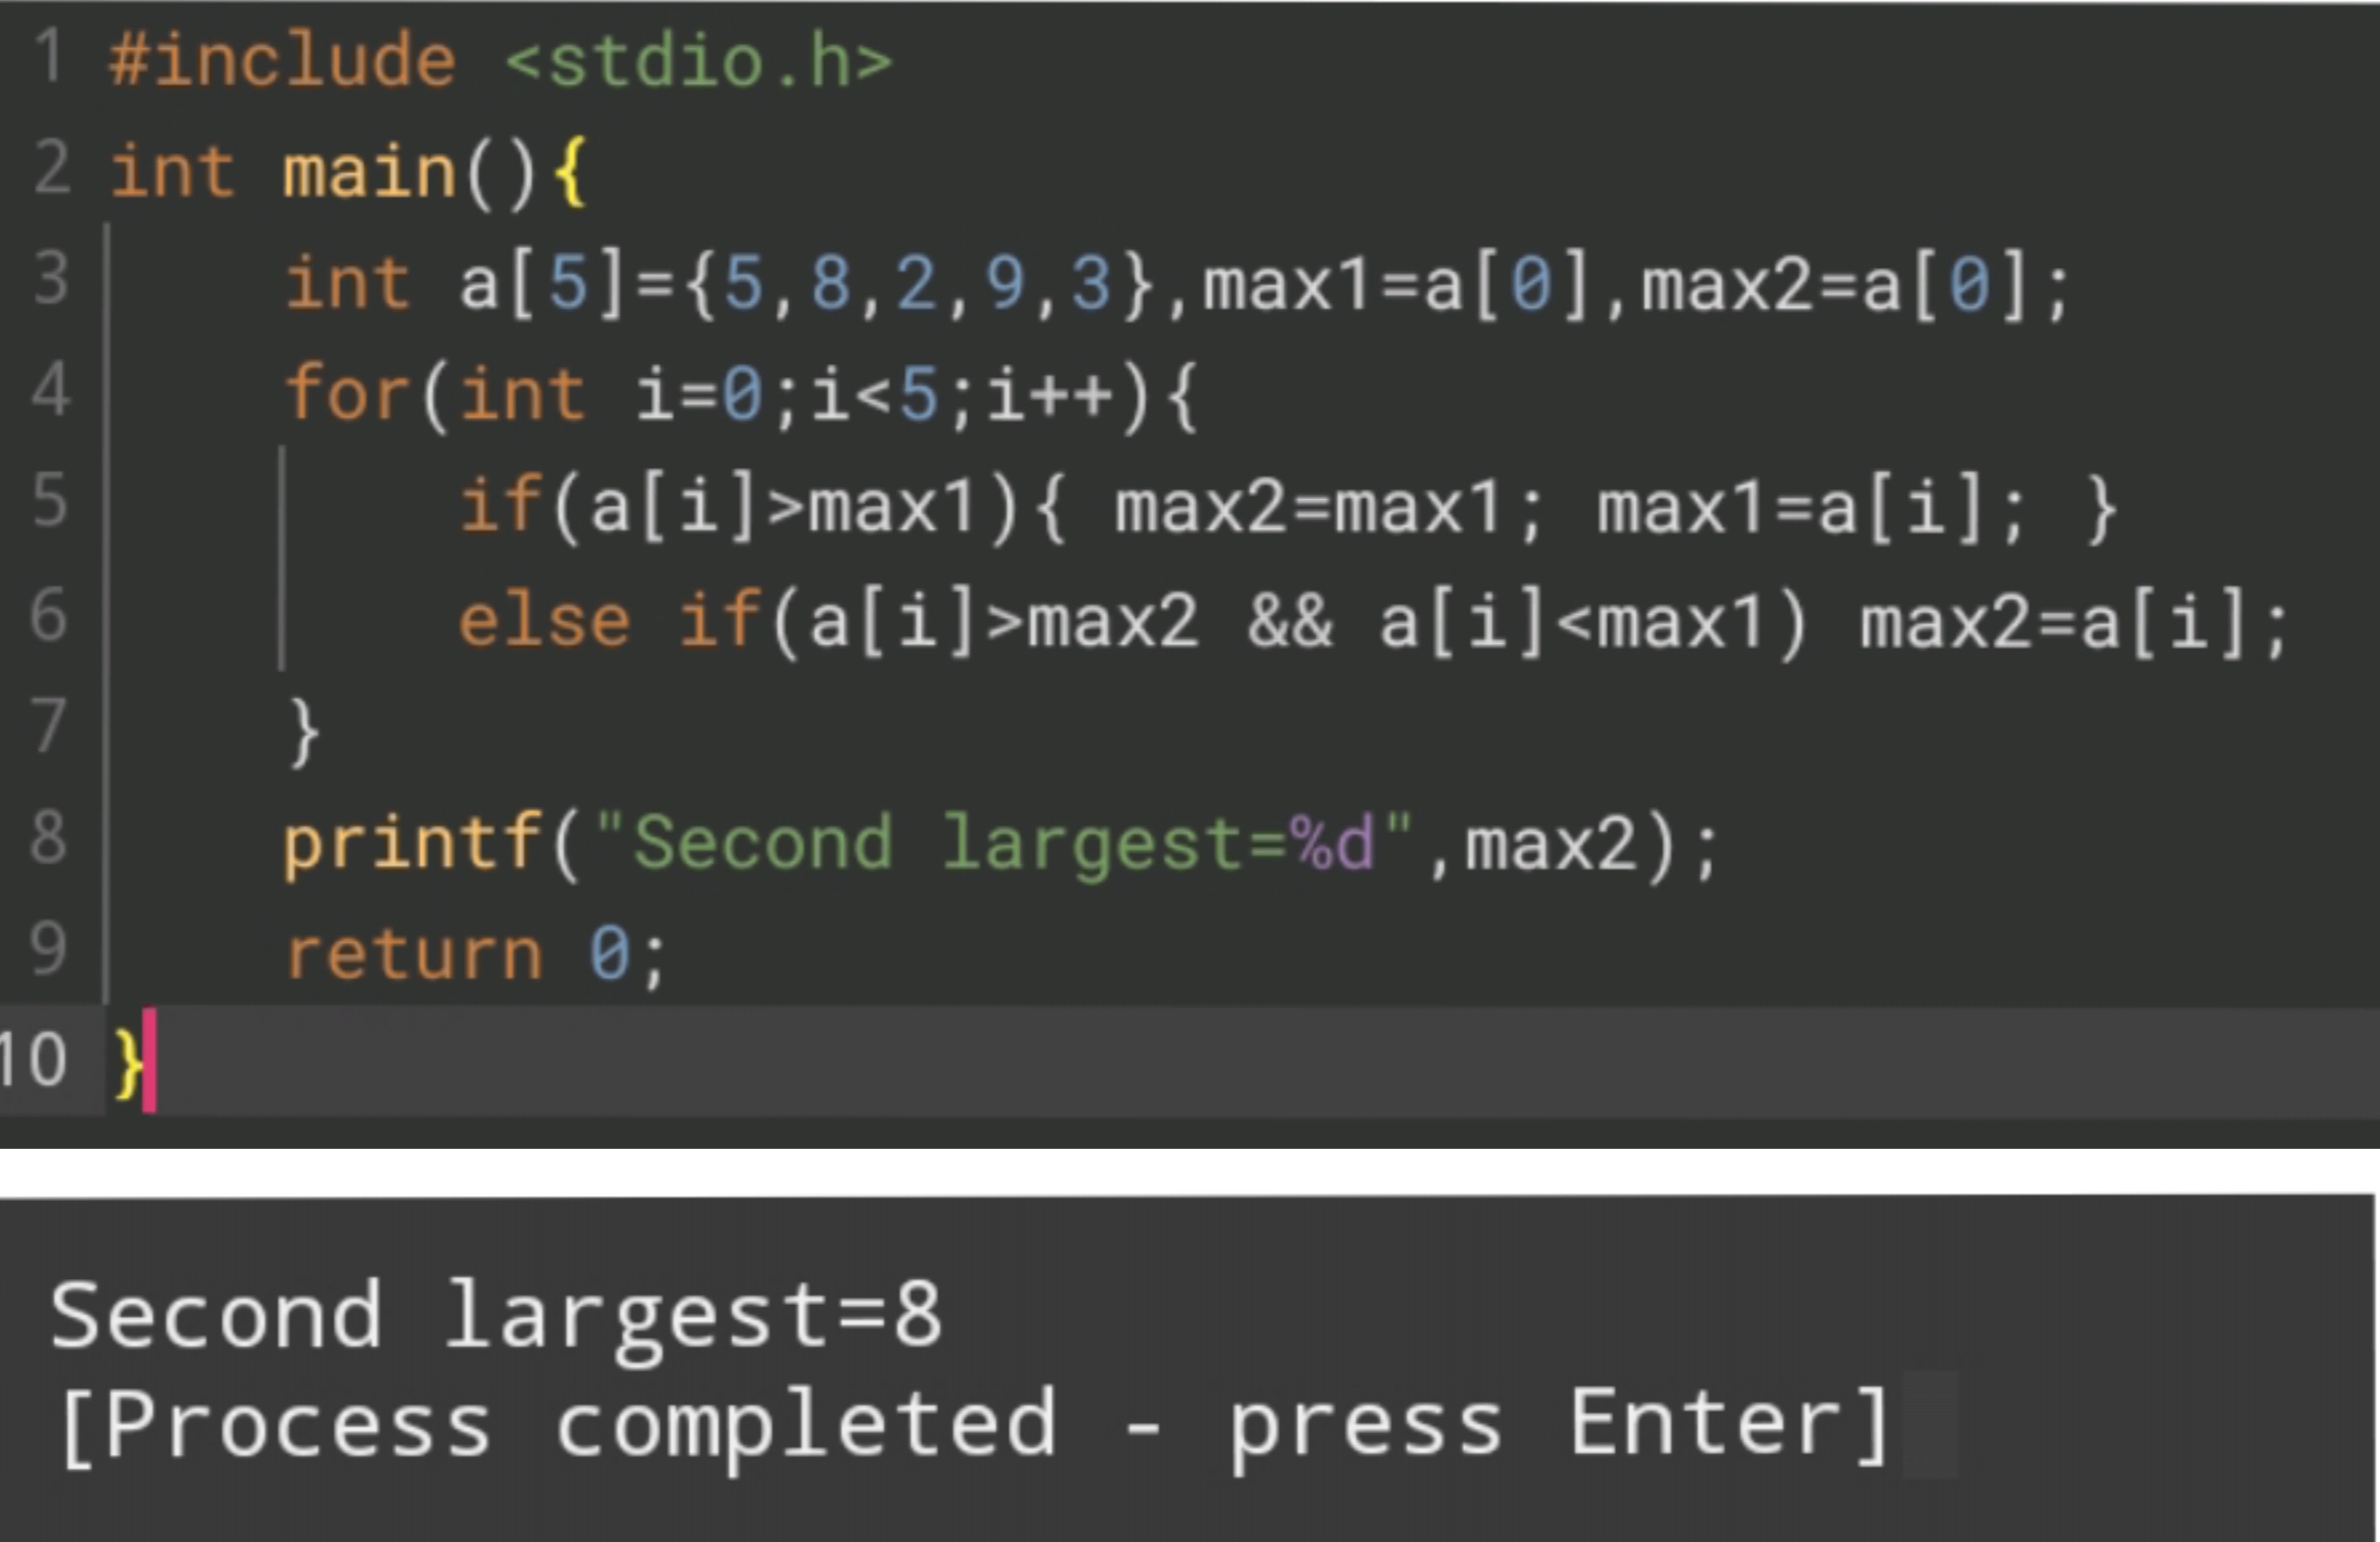 1 #include <stdio.h>
2 int main(){
3     int a[5]={5,8,2,9,3},max1=a[0],max2=a[0];
4     for(int i=0;i<5;i++){
5         if(a[i]>max1){ max2=max1; max1=a[i]; }
6         else if(a[i]>max2 && a[i]<max1) max2=a[i];
7     }
8     printf("Second largest=%d",max2);
9     return 0;
10 }
Second largest=8
[Process completed - press Enter]